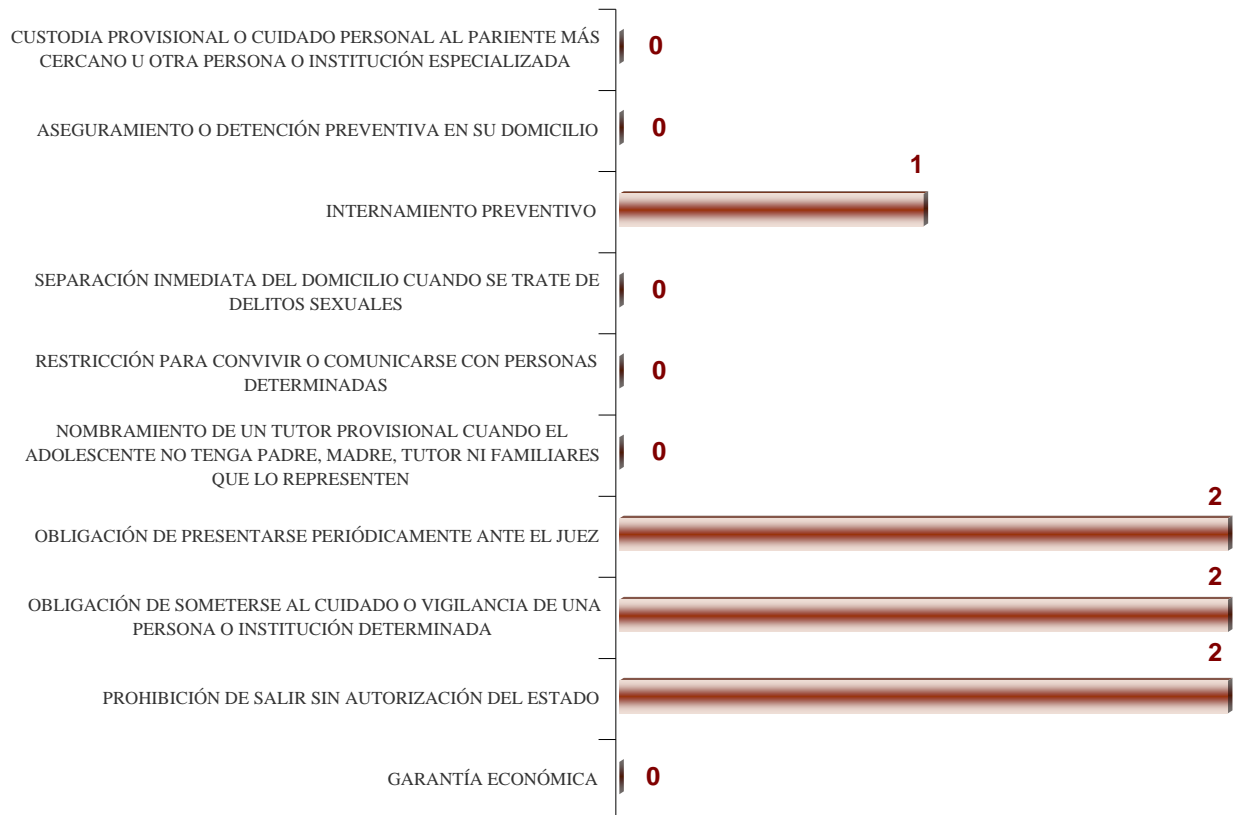 CUSTODIA PROVISIONAL O CUIDADO PERSONAL AL PARIENTE MÁS
CERCANO U OTRA PERSONA O INSTITUCIÓN ESPECIALIZADA
0
ASEGURAMIENTO O DETENCIÓN PREVENTIVA EN SU DOMICILIO
0
INTERNAMIENTO PREVENTIVO
1
SEPARACIÓN INMEDIATA DEL DOMICILIO CUANDO SE TRATE DE
DELITOS SEXUALES
0
RESTRICCIÓN PARA CONVIVIR O COMUNICARSE CON PERSONAS
DETERMINADAS
0
NOMBRAMIENTO DE UN TUTOR PROVISIONAL CUANDO EL
ADOLESCENTE NO TENGA PADRE, MADRE, TUTOR NI FAMILIARES
QUE LO REPRESENTEN
0
OBLIGACIÓN DE PRESENTARSE PERIÓDICAMENTE ANTE EL JUEZ
2
OBLIGACIÓN DE SOMETERSE AL CUIDADO O VIGILANCIA DE UNA
PERSONA O INSTITUCIÓN DETERMINADA
2
PROHIBICIÓN DE SALIR SIN AUTORIZACIÓN DEL ESTADO
2
GARANTÍA ECONÓMICA
0